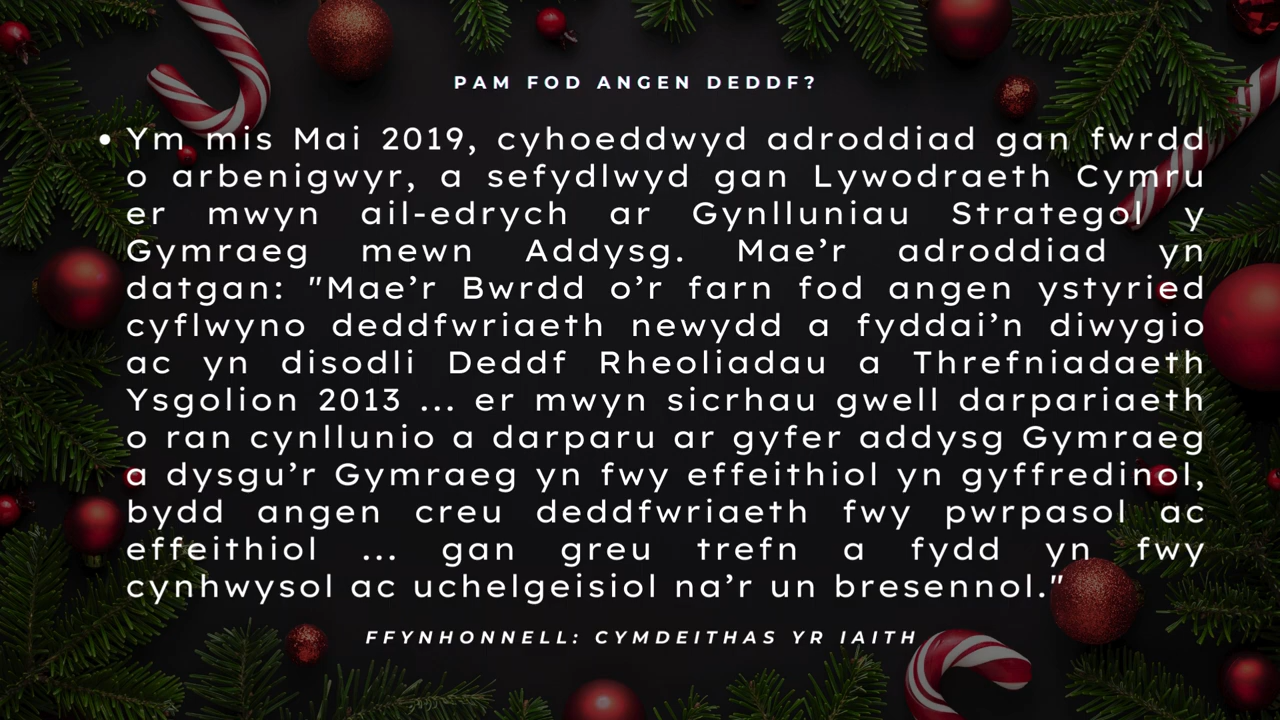 PAM FOD ANGEN DEDDF?
• Ym mis Mai 2019, cyhoeddwyd adroddiad gan fwrdd
o arbenigwyr, a sefydlwyd gan Lywodraeth Cymru
er mwyn ail-edrych ar Gynlluniau Strategol y
Gymraeg mewn Addysg. Mae’r adroddiad yn
datgan: "Mae’r Bwrdd o’r farn fod angen ystyried
cyflwyno deddfwriaeth newydd a fyddai’n diwygio
ac yn disodli Deddf Rheoliadau a Threfniadaeth
Ysgolion 2013 ... er mwyn sicrhau gwell darpariaeth
o ran cynllunio a darparu ar gyfer addysg Gymraeg
a dysgu’r Gymraeg yn fwy effeithiol yn gyffredinol,
bydd angen creu deddfwriaeth fwy pwrpasol ac
effeithiol ... gan greu trefn a fydd yn fwy
cynhwysol ac uchelgeisiol na’r un bresennol."
FFYNHONNELL: CYMDEITHAS YR IAITH